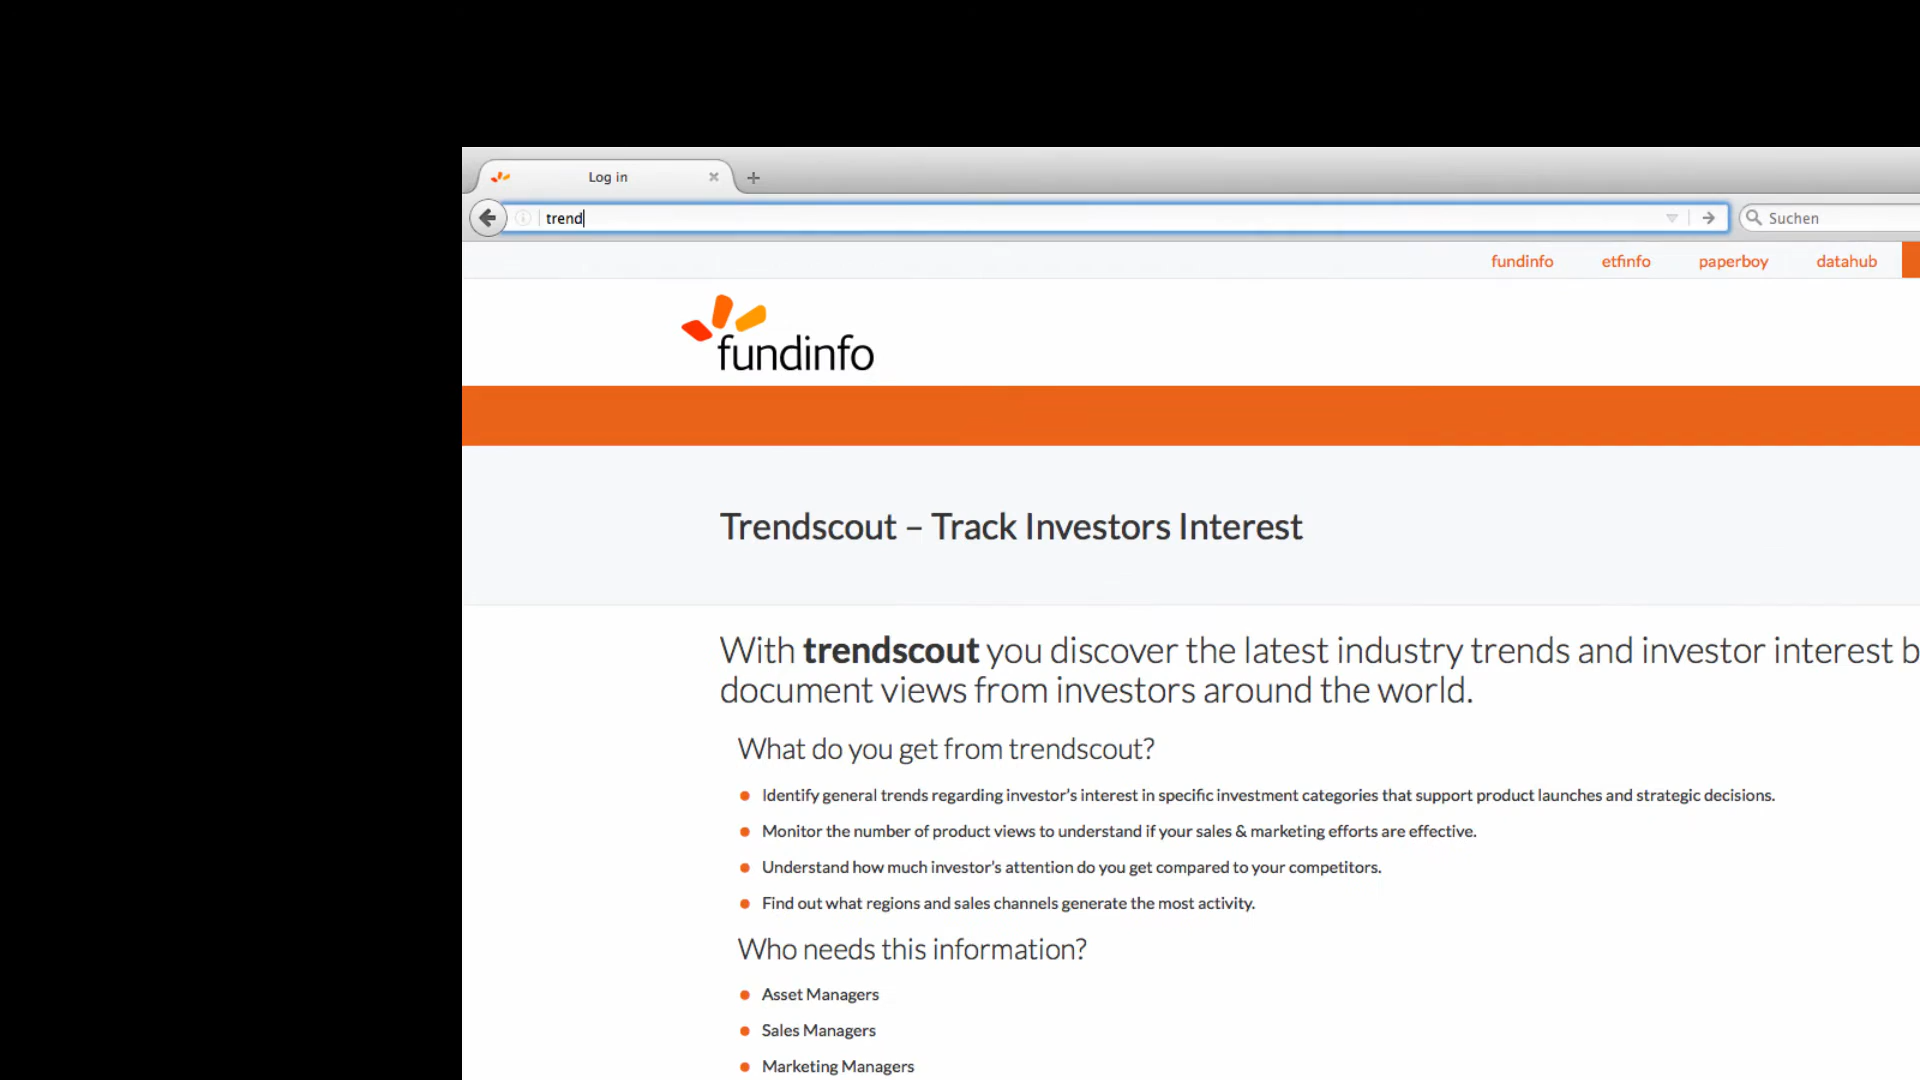 Log in
trend
Suchen
fundinfo etfinfo paperboy datahub
fundinfo
Trendscout – Track Investors Interest
With trendscout you discover the latest industry trends and investor interest b
document views from investors around the world.
What do you get from trendscout?
Identify general trends regarding investor's interest in specific investment categories that support product launches and strategic decisions.
Monitor the number of product views to understand if your sales & marketing efforts are effective.
Understand how much investor's attention do you get compared to your competitors.
Find out what regions and sales channels generate the most activity.
Who needs this information?
Asset Managers
Sales Managers
Marketing Managers